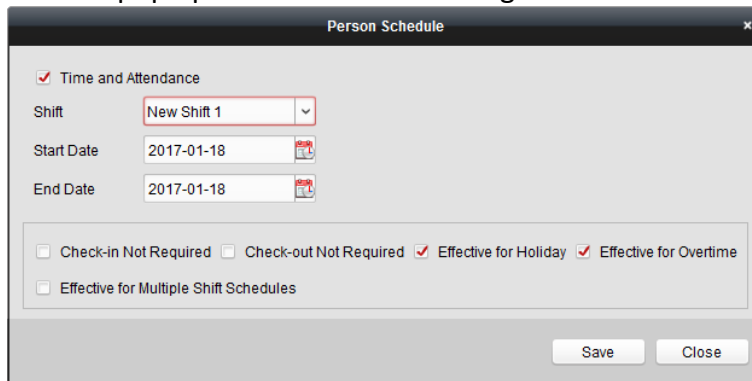 Person Schedule
Time and Attendance
Shift New Shift 1
Start Date 2017-01-18
End Date 2017-01-18
Check-in Not Required Check-out Not Required Effective for Holiday Effective for Overtime
Effective for Multiple Shift Schedules
Save Close